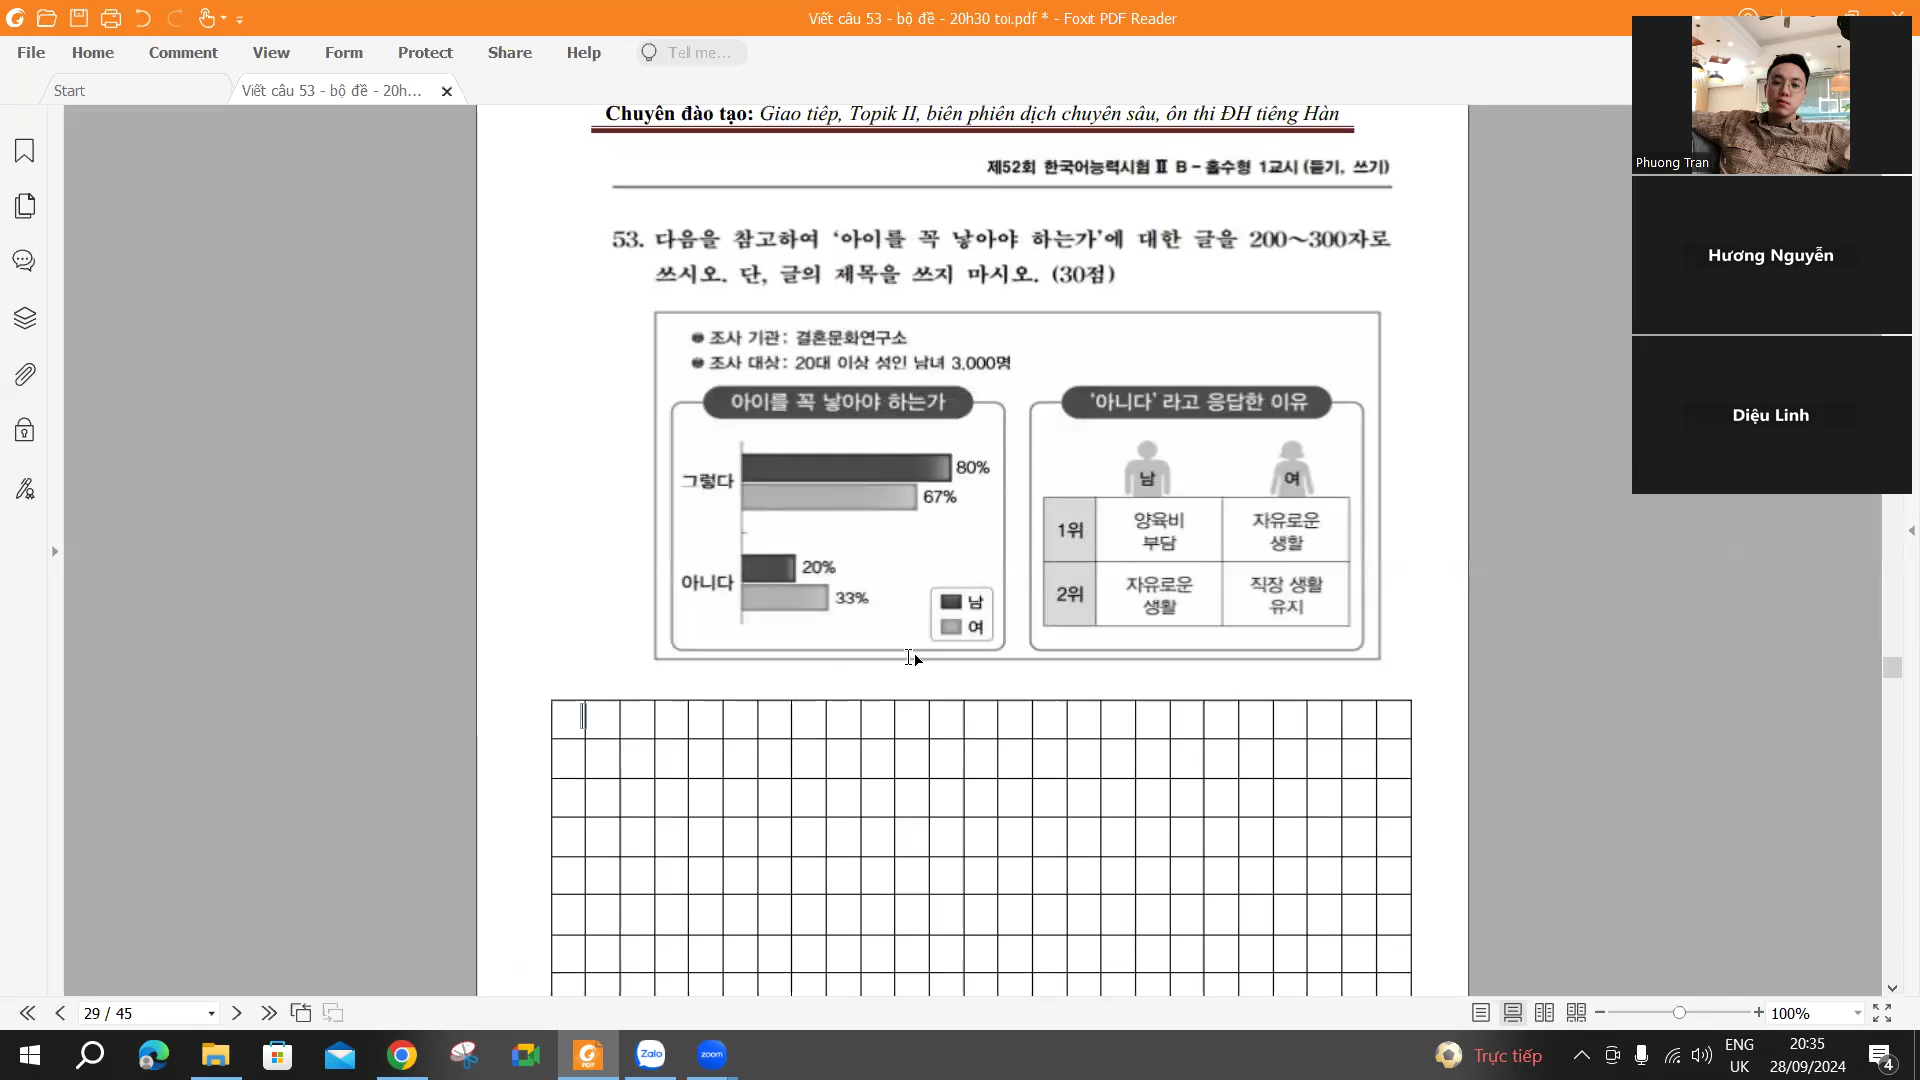 Viết câu 53 - bộ đề - 20h30 toi.pdf * - Foxit PDF Reader
File Home Comment View Form Protect Share Help Tell me...
Start Viết câu 53 - bộ đề - 20h...
Chuyên đào tạo: Giao tiếp, Topik II, biên phiên dịch chuyên sâu, ôn thi ĐH tiếng Hàn
제52회 한국어능력시험 Ⅱ B - 홀수형 1교시 (듣기, 쓰기)
53. 다음을 참고하여 ‘아이를 꼭 낳아야 하는가’에 대한 글을 200~300자로
쓰시오. 단, 글의 제목을 쓰지 마시오. (30점)
조사 기관: 결혼문화연구소
조사 대상: 20대 이상 성인 남녀 3,000명
아이를 꼭 낳아야 하는가
그렇다 80%
67%
아니다 20%
33%
남
여
'아니다' 라고 응답한 이유
남 여
1위 양육비 부담 자유로운 생활
2위 자유로운 생활 직장 생활 유지
Phuong Tran
Hương Nguyễn
Diệu Linh
29 / 45
100%
Zalo
zoom
PDF
Trực tiếp
ENG
UK
20:35
28/09/2024
4